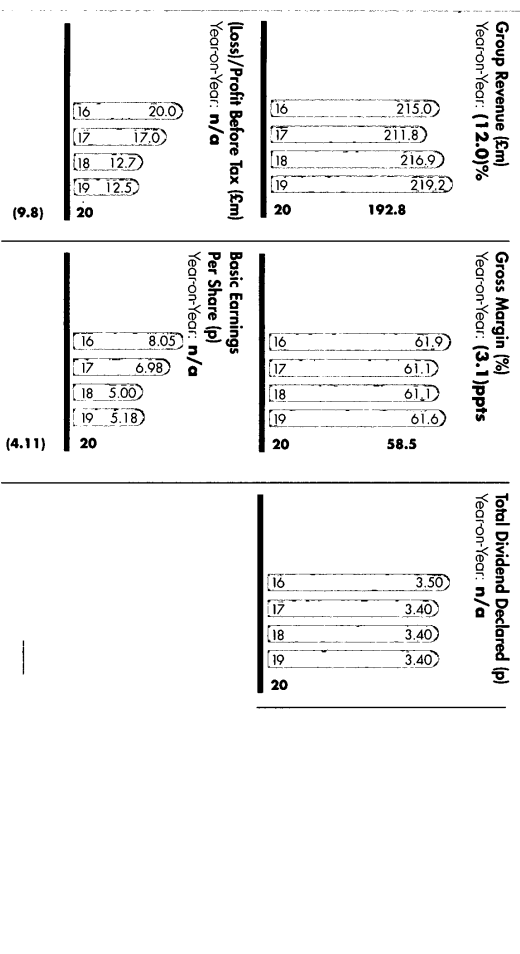 Group Revenue (£m)
Year-on-Year: (12.0)%
16 215.0
17 211.8
18 216.9
19 219.2
20 192.8
Gross Margin (%)
Year-on-Year: (3.1)ppts
16 61.9
17 61.1
18 61.1
19 61.6
20 58.5
Total Dividend Declared (p)
Year-on-Year: n/a
16 3.50
17 3.40
18 3.40
19 3.40
20
(Loss)/Profit Before Tax (£m)
Year-on-Year: n/a
16 20.0
17 17.0
18 12.7
19 12.5
(9.8) 20
Basic Earnings
Per Share (p)
Year-on-Year: n/a
16 8.05
17 6.98
18 5.00
19 5.18
(4.11) 20